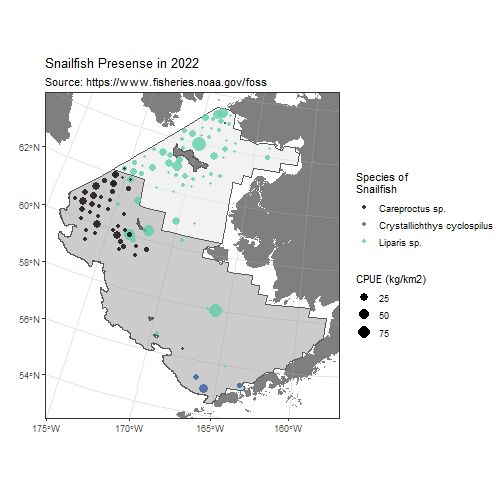 Snailfish Presense in 2022
Source: https://www.fisheries.noaa.gov/foss
62°N
60°N
58°N
56°N
54°N
175°W
170°W
165°W
160°W
Species of
Snailfish
Careproctus sp.
Crystallichthys cyclospilus
Liparis sp.
CPUE (kg/km2)
25
50
75